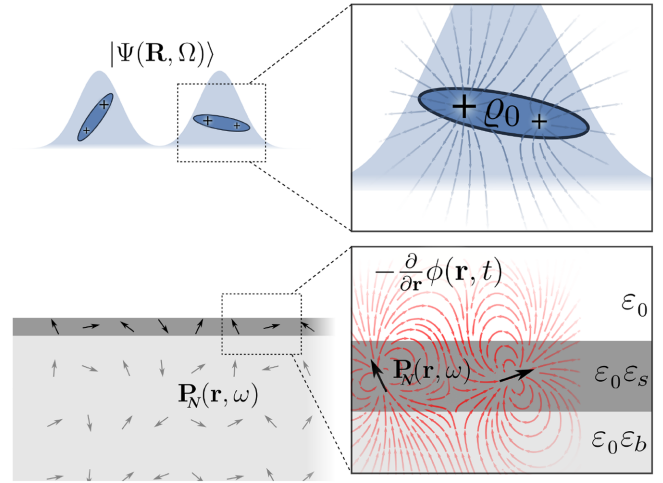 |Ψ(R, Ω)⟩
+
+
+ +
+ ϱ₀ +
−∂/∂r ϕ(r, t)
ε₀
P_N(r, ω)
ε₀ε_s
P_N(r, ω)
ε₀ε_b